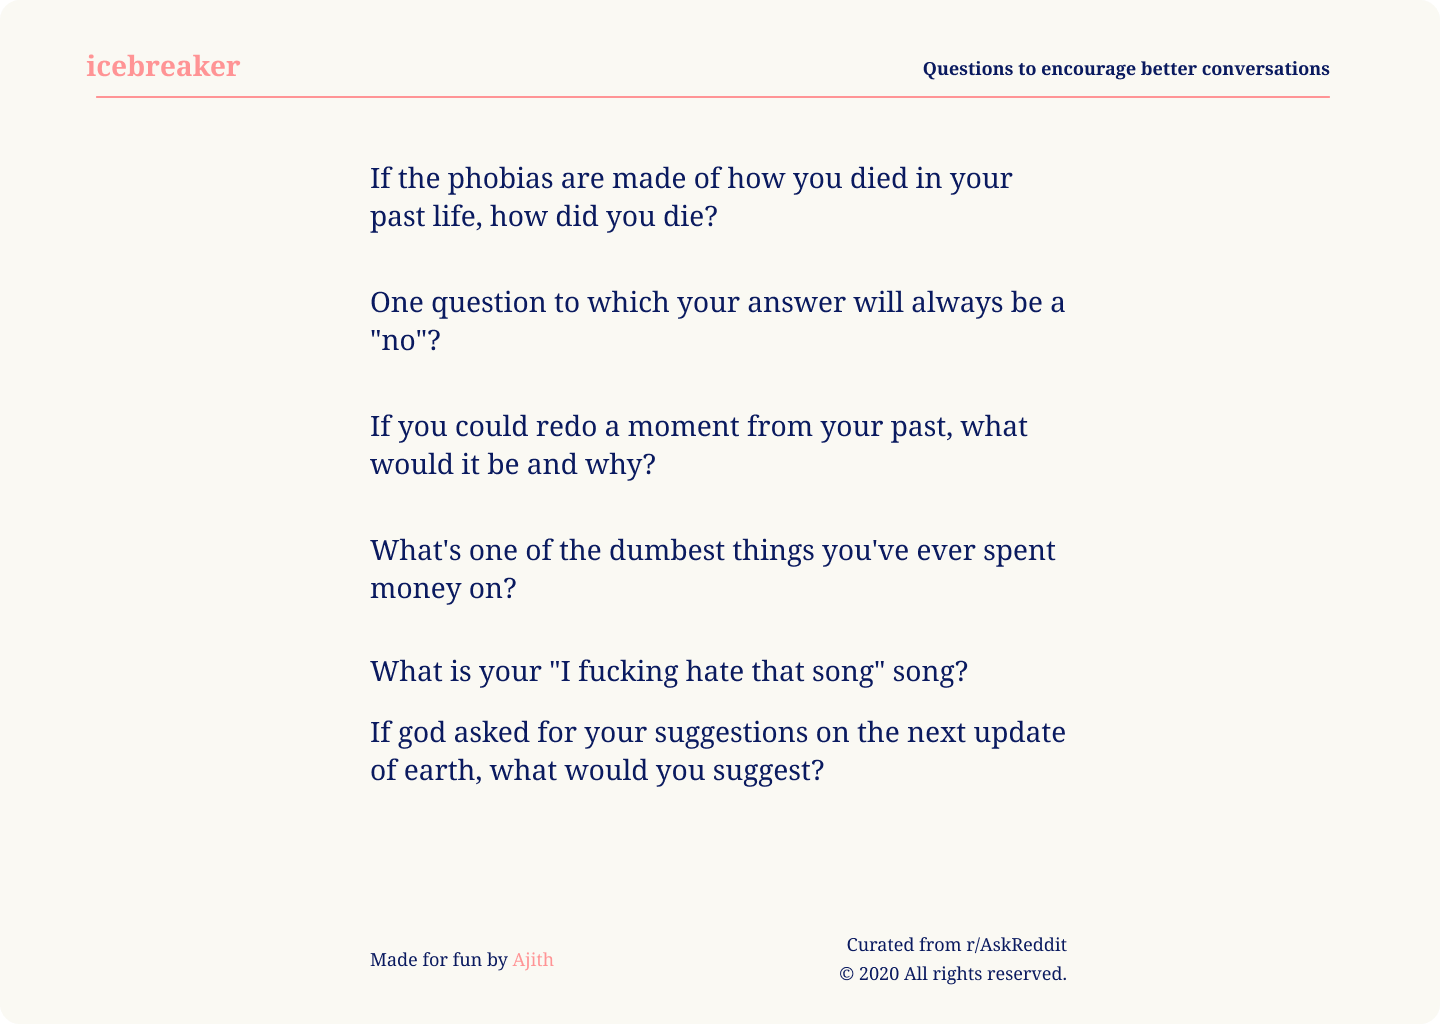 icebreaker
Questions to encourage better conversations
If the phobias are made of how you died in your
past life, how did you die?
One question to which your answer will always be a
"no"?
If you could redo a moment from your past, what
would it be and why?
What's one of the dumbest things you've ever spent
money on?
What is your "I fucking hate that song" song?
If god asked for your suggestions on the next update
of earth, what would you suggest?
Made for fun by Ajith
Curated from r/AskReddit
© 2020 All rights reserved.